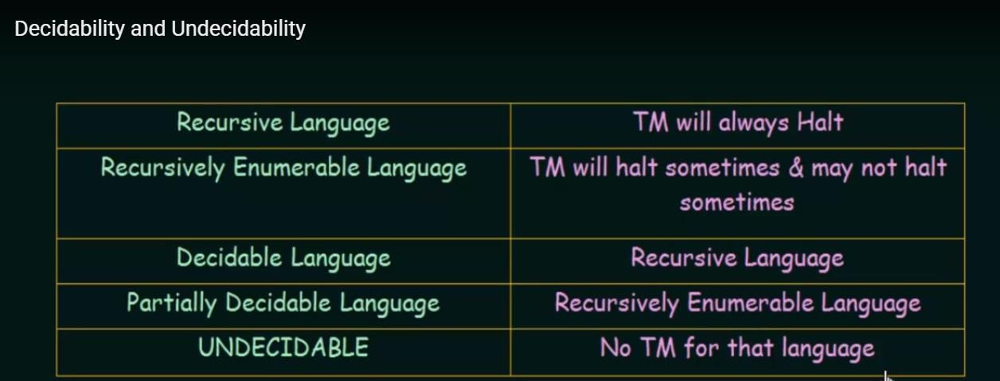 Decidability and Undecidability
Recursive Language
TM will always Halt
Recursively Enumerable Language
TM will halt sometimes & may not halt
sometimes
Decidable Language
Recursive Language
Partially Decidable Language
Recursively Enumerable Language
UNDECIDABLE
No TM for that language